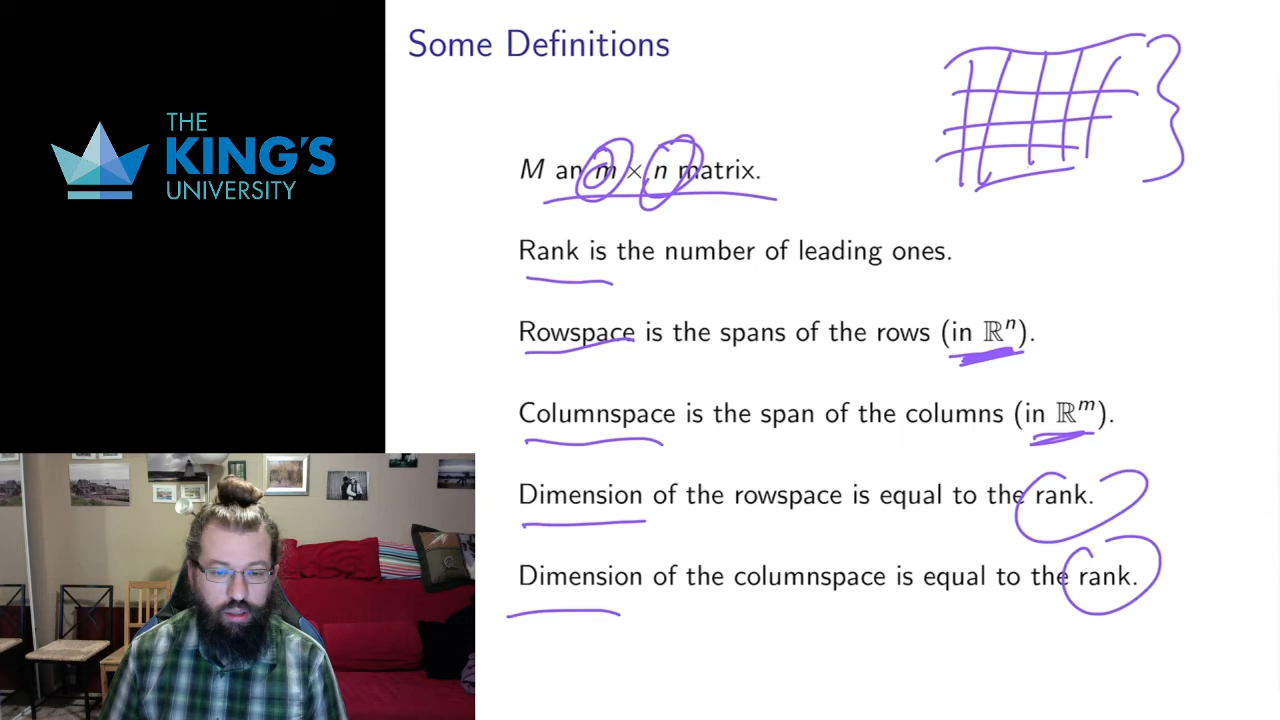 THE
KING'S
UNIVERSITY
Some Definitions
M an m × n matrix.
Rank is the number of leading ones.
Rowspace is the spans of the rows (in ℝⁿ).
Columnspace is the span of the columns (in ℝᵐ).
Dimension of the rowspace is equal to the rank.
Dimension of the columnspace is equal to the rank.